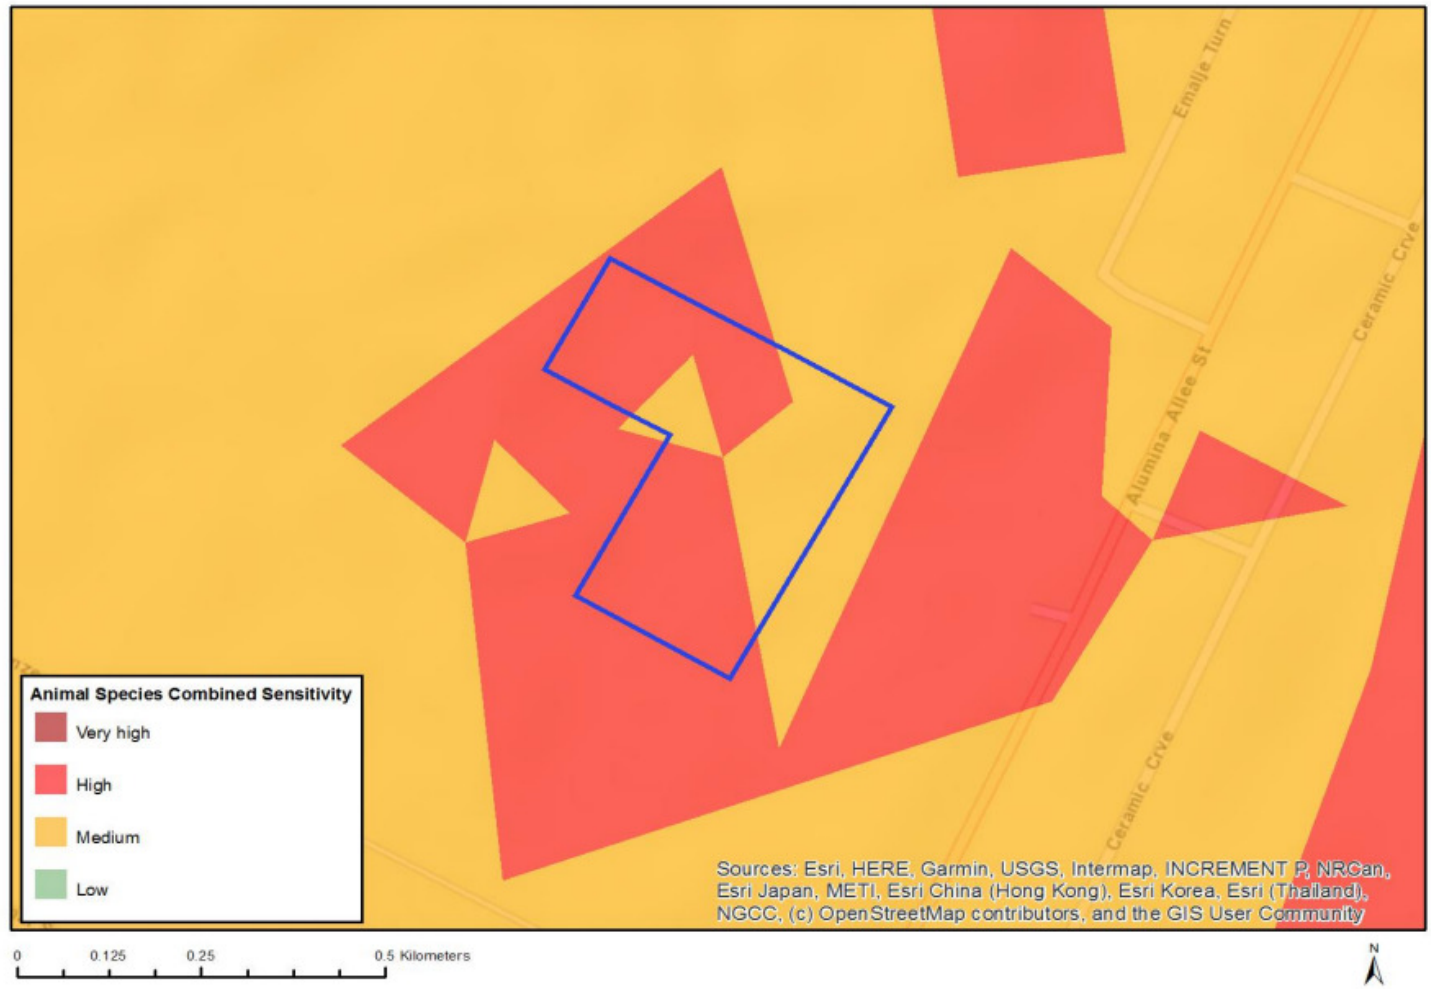 Emalje Turn
Ceramic Crve
Alumina Allee St
Ceramic Crve
Animal Species Combined Sensitivity
Very high
High
Medium
Low
Sources: Esri, HERE, Garmin, USGS, Intermap, INCREMENT P, NRCan,
Esri Japan, METI, Esri China (Hong Kong), Esri Korea, Esri (Thailand),
NGCC, (c) OpenStreetMap contributors, and the GIS User Community
0 0.125 0.25 0.5 Kilometers
N